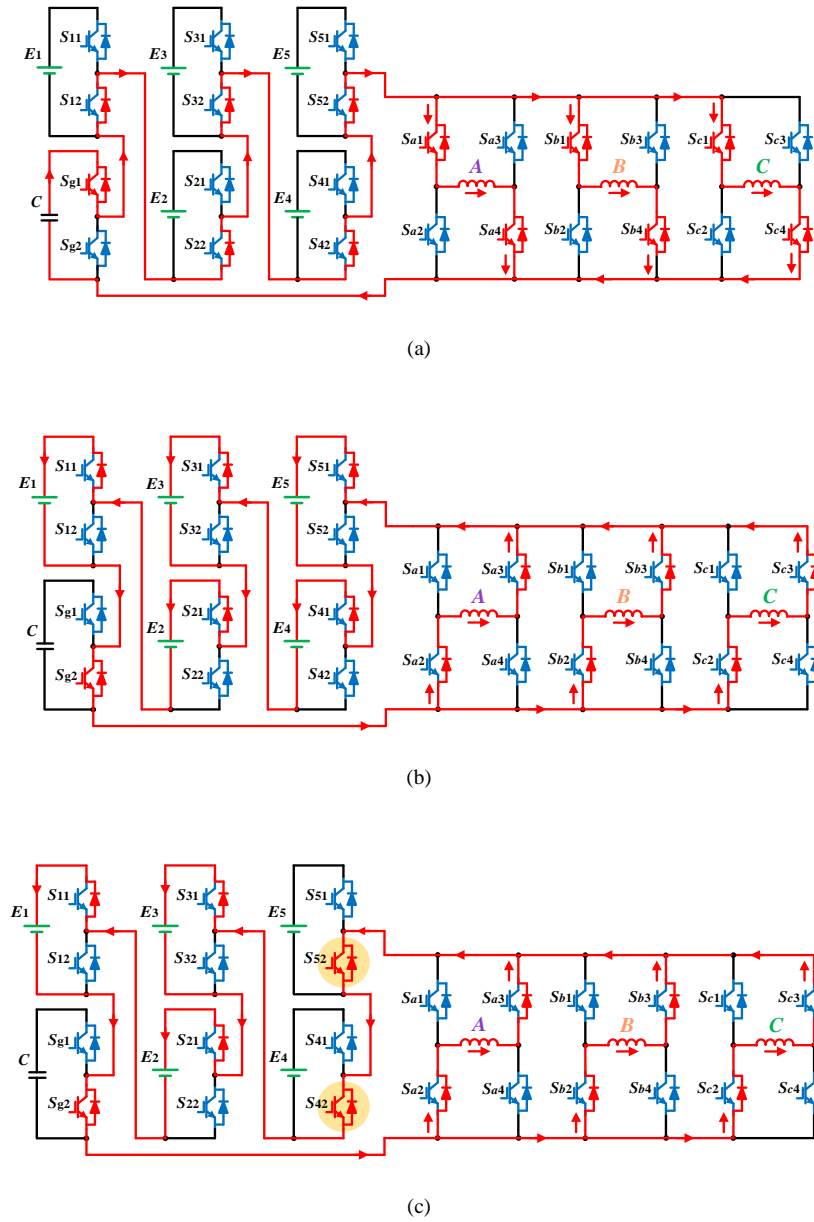 S11 S31 S51
E1 E3 E5
S12 S32 S52
Sa1 Sa3 Sb1 Sb3 Sc1 Sc3
Sg1 S21 S41
A B C
C E2 E4
Sg2 S22 S42
Sa2 Sa4 Sb2 Sb4 Sc2 Sc4
(a)
S11 S31 S51
E1 E3 E5
S12 S32 S52
Sa1 Sa3 Sb1 Sb3 Sc1 Sc3
Sg1 S21 S41
A B C
C E2 E4
Sg2 S22 S42
Sa2 Sa4 Sb2 Sb4 Sc2 Sc4
(b)
S11 S31 S51
E1 E3 E5
S12 S32 S52
Sa1 Sa3 Sb1 Sb3 Sc1 Sc3
Sg1 S21 S41
A B C
C E2 E4
Sg2 S22 S42
Sa2 Sa4 Sb2 Sb4 Sc2 Sc4
(c)